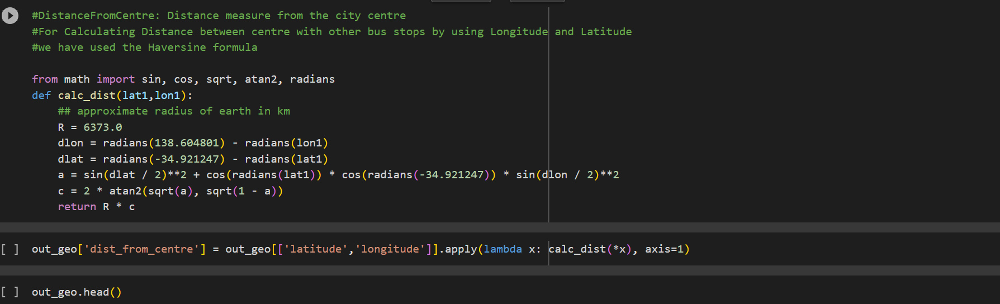 #DistanceFromCentre: Distance measure from the city centre
#For Calculating Distance between centre with other bus stops by using Longitude and Latitude
#we have used the Haversine formula
from math import sin, cos, sqrt, atan2, radians
def calc_dist(lat1,lon1):
    ## approximate radius of earth in km
    R = 6373.0
    dlon = radians(138.604801) - radians(lon1)
    dlat = radians(-34.921247) - radians(lat1)
    a = sin(dlat / 2)**2 + cos(radians(lat1)) * cos(radians(-34.921247)) * sin(dlon / 2)**2
    c = 2 * atan2(sqrt(a), sqrt(1 - a))
    return R * c
[ ] out_geo['dist_from_centre'] = out_geo[['latitude','longitude']].apply(lambda x: calc_dist(*x), axis=1)
[ ] out_geo.head()